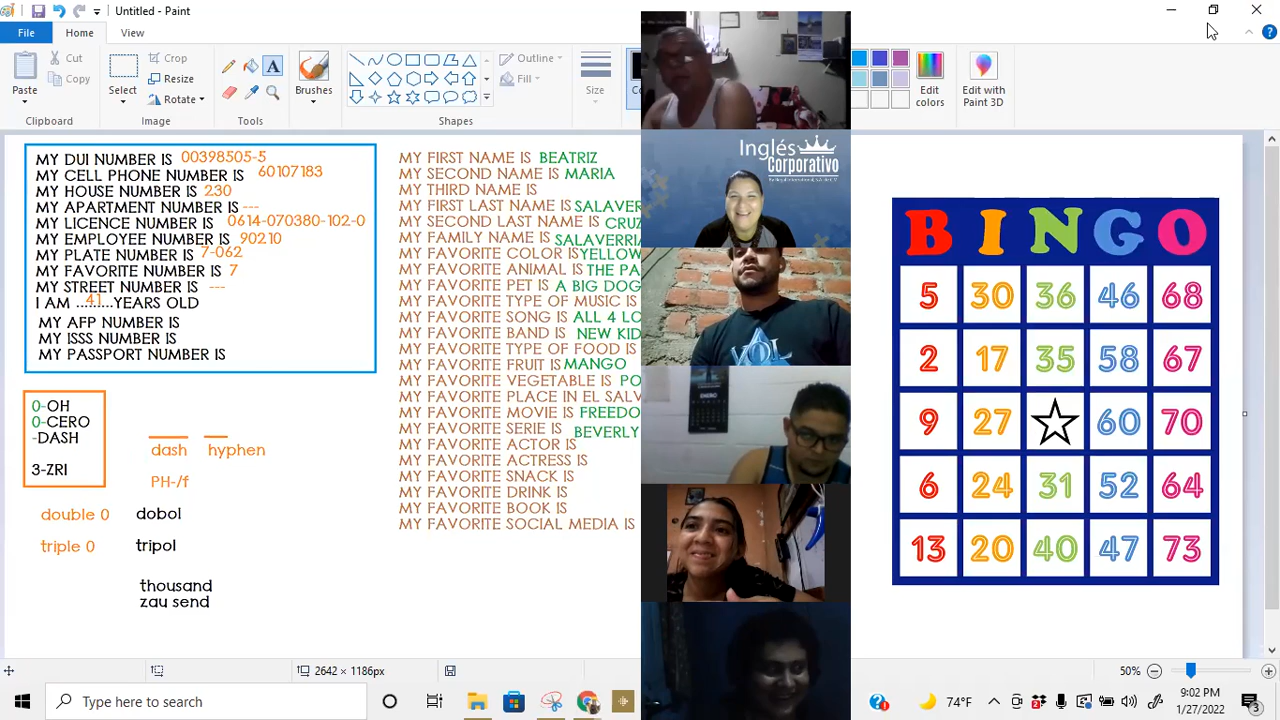 Untitled - Paint
File
Home
View
Paste
Cut
Copy
Clipboard
Select
Crop
Resize
Rotate
Image
A
Tools
Brushes
Outline
Fill
Shapes
Size
Edit colors
Edit with Paint 3D
MY DUI NUMBER IS 00398505-5
MY CELL PHONE NUMBER IS 60107183
MY HOUSE NUMBER IS 230
MY APARTMENT NUMBER IS ---
MY LICENCE NUMBER IS 0614-070380-102-0
MY EMPLOYEE NUMBER IS 90210
MY PLATE NUMBER IS 7-062
MY FAVORITE NUMBER IS 7
MY STREET NUMBER IS ---
I AM ...41...YEARS OLD
MY AFP NUMBER IS
MY ISSS NUMBER IS
MY PASSPORT NUMBER IS
0-OH
0-CERO
-DASH
3-ZRI
dash hyphen
PH-/f
double 0 dobol
triple 0 tripol
thousand
zau send
MY FIRST NAME IS BEATRIZ
MY SECOND NAME IS MARIA
MY THIRD NAME IS
MY FIRST LAST NAME IS SALAVER
MY SECOND LAST NAME IS CRUZ
MY FAMILY NAME IS SALAVERRIA
MY FAVORITE COLOR IS YELLOW
MY FAVORITE ANIMAL IS THE PA
MY FAVORITE PET IS A BIG DOG
MY FAVORITE TYPE OF MUSIC IS
MY FAVORITE SONG IS ALL 4 LO
MY FAVORITE BAND IS NEW KID
MY FAVORITE TYPE OF FOOD IS
MY FAVORITE FRUIT IS MANGO
MY FAVORITE VEGETABLE IS PO
MY FAVORITE PLACE IN EL SALV
MY FAVORITE MOVIE IS FREEDO
MY FAVORITE SERIE IS BEVERLY
MY FAVORITE ACTOR IS
MY FAVORITE ACTRESS IS
MY FAVORITE SNACK IS
MY FAVORITE DRINK IS
MY FAVORITE BOOK IS
MY FAVORITE SOCIAL MEDIA IS
Inglés
Corporativo
VOL
ENERO
BINGO
5 30 36 46 68
2 17 35 58 67
9 27 60 70
6 24 31 52 64
13 20 40 47 73
2642 × 1186px
50%
Type here to search
74°F
9:02 PM
1/27/2022
3